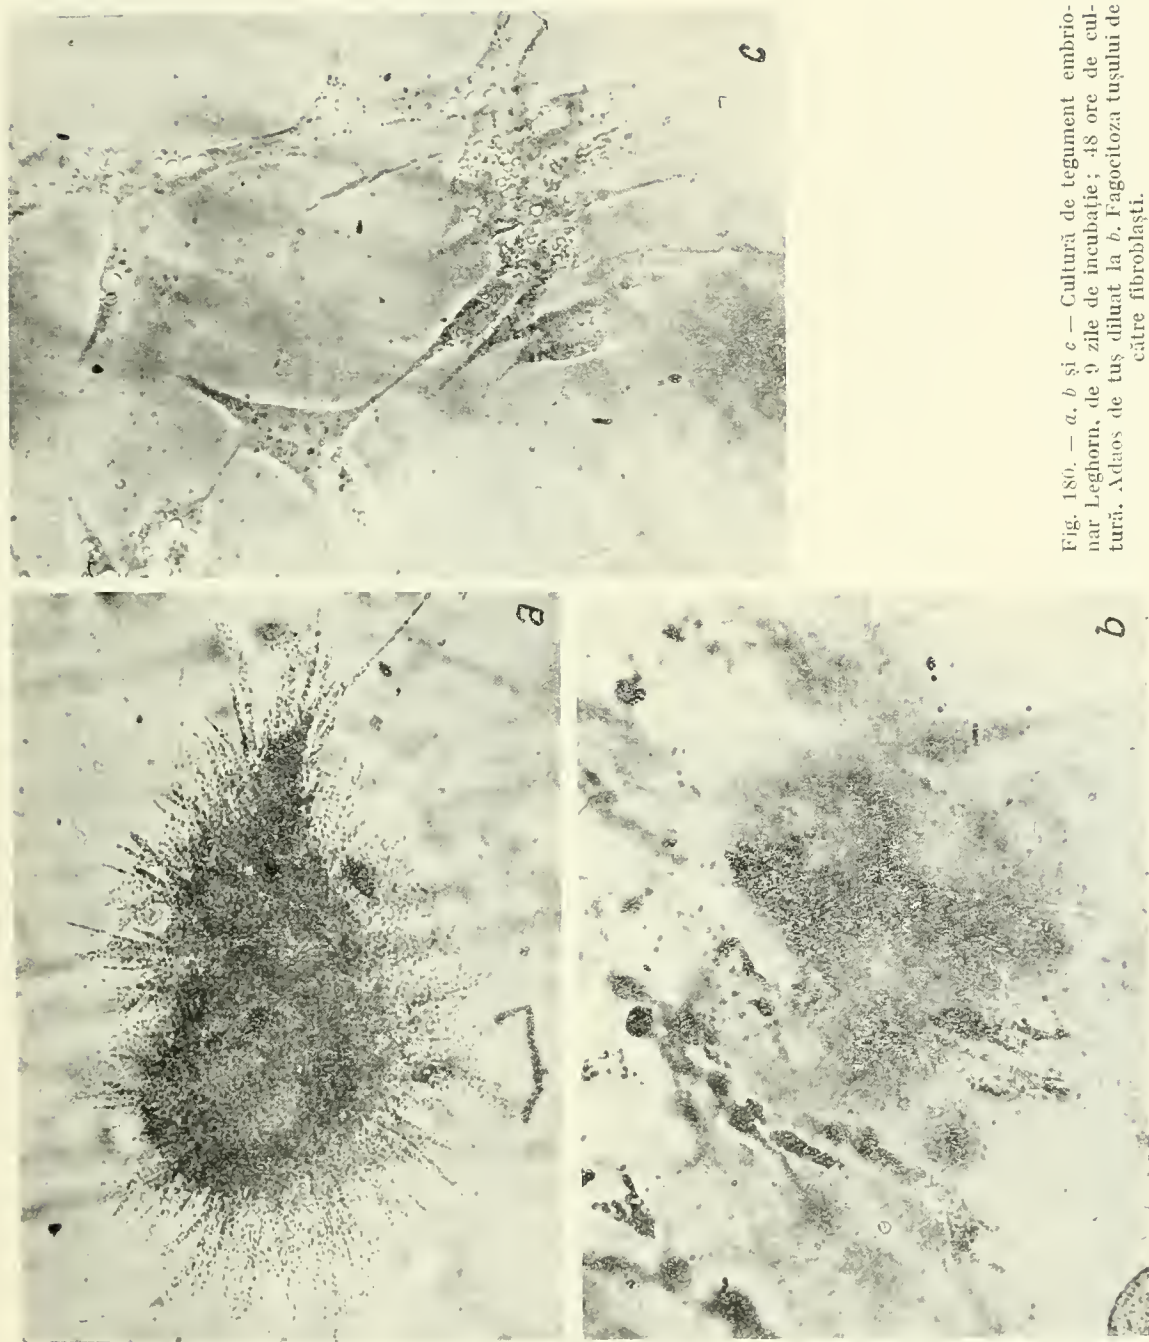 c
a
b
Fig. 180. — a, b și c — Cultură de tegument embrio-
nar Leghorn, de 9 zile de incubație; 48 ore de cul-
tură. Adaos de tuș diluat la b. Fagocitoza tușului de
către fibroblaști.